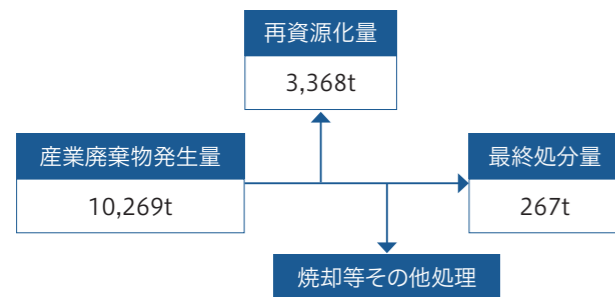 再資源化量
3,368t
産業廃棄物発生量
10,269t
最終処分量
267t
焼却等その他処理